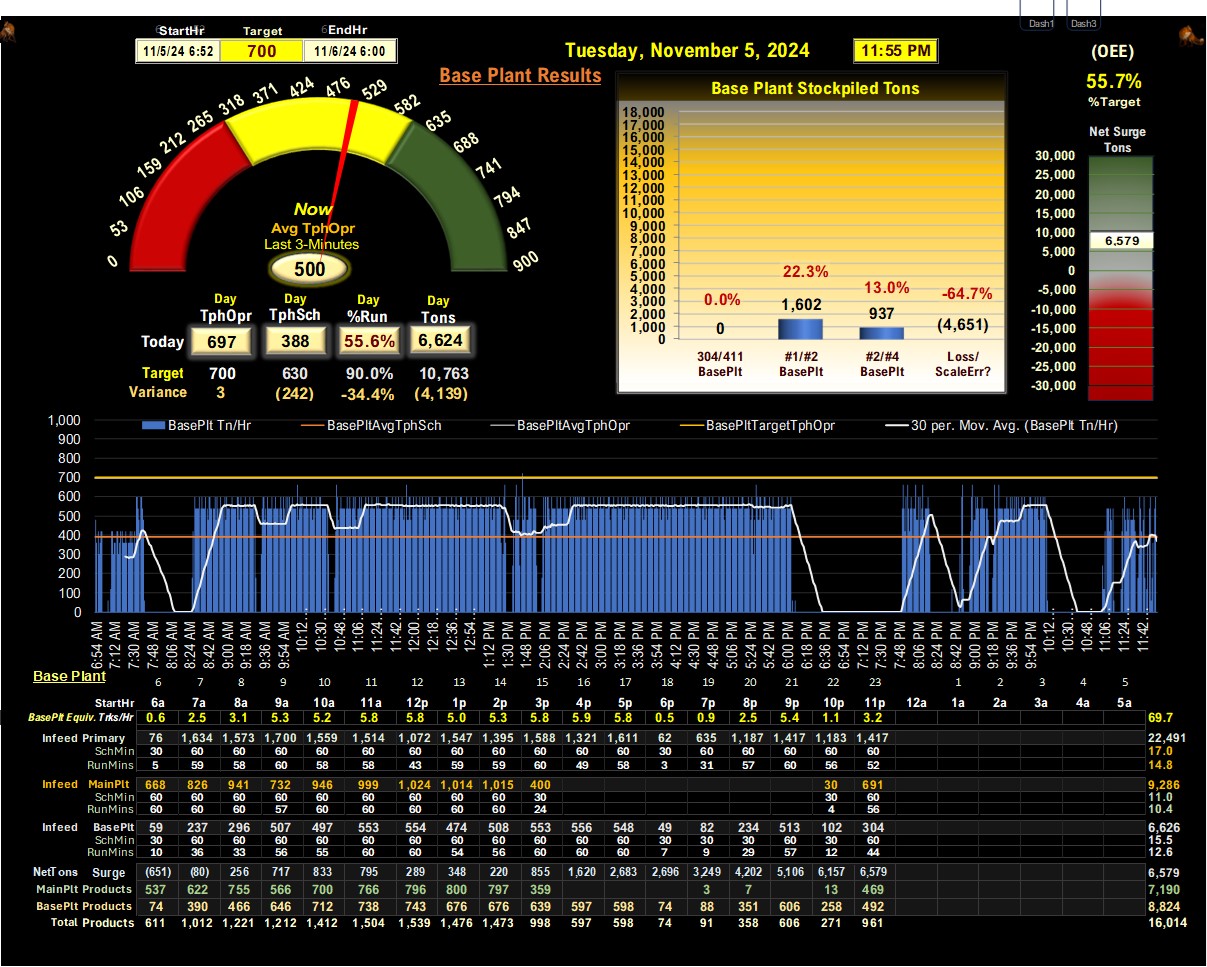 Dash1 Dash3
StartHr Target EndHr
11/5/24 6:52 700 11/6/24 6:00
Tuesday, November 5, 2024 11:55 PM
Base Plant Results
(OEE)
55.7%
%Target
Net Surge
Tons
30,000
25,000
20,000
15,000
10,000
6,579
5,000
0
-5,000
-10,000
-15,000
-20,000
-25,000
-30,000
0 53 106 159 212 265 318 371 424 476 529 582 635 688 741 794 847 900
Now
Avg TphOpr
Last 3-Minutes
500
Base Plant Stockpiled Tons
18,000
17,000
16,000
15,000
14,000
13,000
12,000
11,000
10,000
9,000
8,000
7,000
6,000
5,000
4,000
3,000
2,000
1,000
0
0.0% 22.3% 13.0% -64.7%
0 1,602 937 (4,651)
304/411 #1/#2 #2/#4 Loss/
BasePlt BasePlt BasePlt ScaleErr?
Day Day Day Day
TphOpr TphSch %Run Tons
Today 697 388 55.6% 6,624
Target 700 630 90.0% 10,763
Variance 3 (242) -34.4% (4,139)
BasePlt Tn/Hr BasePltAvgTphSch BasePltAvgTphOpr BasePltTargetTphOpr 30 per. Mov. Avg. (BasePlt Tn/Hr)
1,000
900
800
700
600
500
400
300
200
100
0
6:54 AM 7:12 AM 7:30 AM 7:48 AM 8:06 AM 8:24 AM 8:42 AM 9:00 AM 9:18 AM 9:36 AM 9:54 AM 10:12... 10:30... 10:48... 11:06... 11:24... 11:42... 12:00... 12:18... 12:36... 12:54... 1:12 PM 1:30 PM 1:48 PM 2:06 PM 2:24 PM 2:42 PM 3:00 PM 3:18 PM 3:36 PM 3:54 PM 4:12 PM 4:30 PM 4:48 PM 5:06 PM 5:24 PM 5:42 PM 6:00 PM 6:18 PM 6:36 PM 7:30 PM 7:48 PM 8:06 PM 8:24 PM 8:42 PM 9:00 PM 9:18 PM 9:36 PM 9:54 PM 10:12... 10:30... 10:48... 11:06... 11:24... 11:42...
Base Plant 6 7 8 9 10 11 12 13 14 15 16 17 18 19 20 21 22 23 1 2 3 4 5
StartHr 6a 7a 8a 9a 10a 11a 12p 1p 2p 3p 4p 5p 6p 7p 8p 9p 10p 11p 12a 1a 2a 3a 4a 5a
BasePlt Equiv. Trks/Hr 0.6 2.5 3.1 5.3 5.2 5.8 5.8 5.0 5.3 5.8 5.9 5.8 0.5 0.9 2.5 5.4 1.1 3.2 69.7
Infeed Primary 76 1,634 1,573 1,700 1,559 1,514 1,072 1,547 1,395 1,588 1,321 1,611 62 635 1,187 1,417 1,183 1,417 22,491
SchMin 30 60 60 60 60 60 60 60 60 60 60 60 30 60 60 60 60 60 17.0
RunMins 5 59 58 60 58 58 43 59 59 60 49 58 3 31 57 60 56 52 14.8
Infeed MainPlt 668 826 941 732 946 999 1,024 1,014 1,015 400 30 691 9,286
SchMin 60 60 60 60 60 60 60 60 60 30 30 60 11.0
RunMins 60 60 60 57 60 60 60 60 60 24 4 56 10.4
Infeed BasePlt 59 237 296 507 497 553 554 474 508 553 556 548 49 82 234 513 102 304 6,626
SchMin 30 60 60 60 60 60 60 60 60 60 60 60 30 30 30 60 30 60 15.5
RunMins 10 36 33 56 55 60 60 54 56 60 60 60 7 9 29 57 12 44 12.6
NetTons Surge (651) (80) 256 717 833 795 289 348 220 855 1,620 2,683 2,696 3,249 4,202 5,106 6,157 6,579 6,579
MainPlt Products 537 622 755 566 700 766 796 800 797 359 3 7 13 469 7,190
BasePlt Products 74 390 466 646 712 738 743 676 676 639 597 598 74 88 351 606 258 492 8,824
Total Products 611 1,012 1,221 1,212 1,412 1,504 1,539 1,476 1,473 998 597 598 74 91 358 606 271 961 16,014